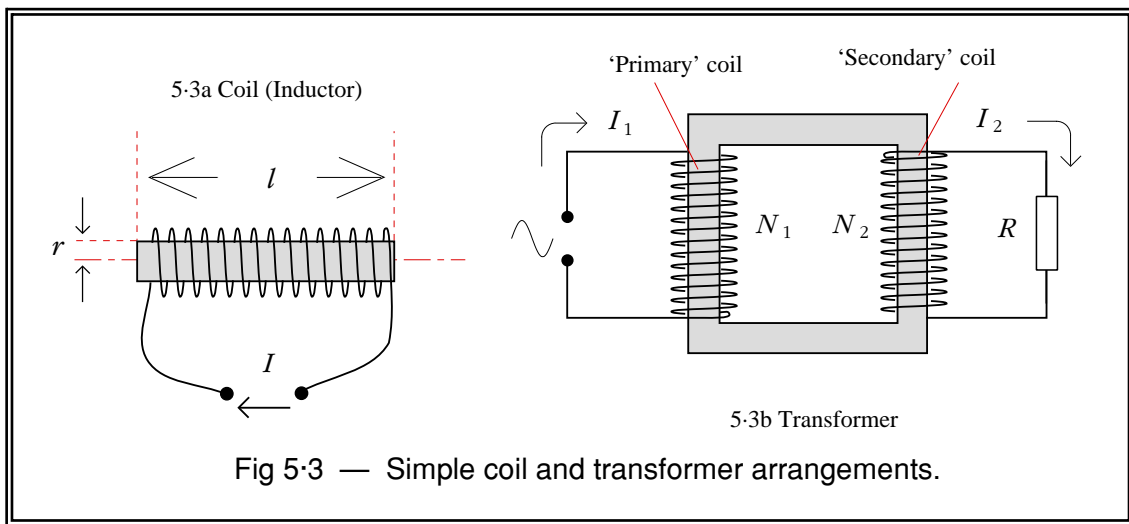 5·3a Coil (Inductor)
l
r
I
'Primary' coil
'Secondary' coil
I1
I2
N1
N2
R
5·3b Transformer
Fig 5·3 — Simple coil and transformer arrangements.